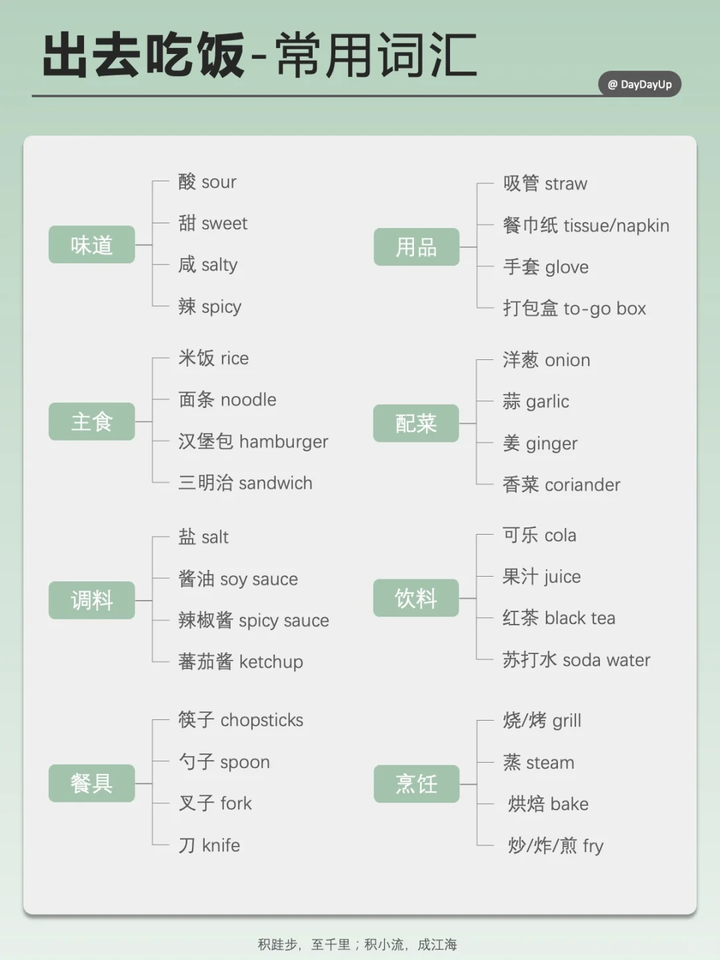 出去吃饭-常用词汇
@ DayDayUp
味道
酸 sour
甜 sweet
咸 salty
辣 spicy
用品
吸管 straw
餐巾纸 tissue/napkin
手套 glove
打包盒 to-go box
主食
米饭 rice
面条 noodle
汉堡包 hamburger
三明治 sandwich
配菜
洋葱 onion
蒜 garlic
姜 ginger
香菜 coriander
调料
盐 salt
酱油 soy sauce
辣椒酱 spicy sauce
蕃茄酱 ketchup
饮料
可乐 cola
果汁 juice
红茶 black tea
苏打水 soda water
餐具
筷子 chopsticks
勺子 spoon
叉子 fork
刀 knife
烹饪
烧/烤 grill
蒸 steam
烘焙 bake
炒/炸/煎 fry
积跬步，至千里；积小流，成江海